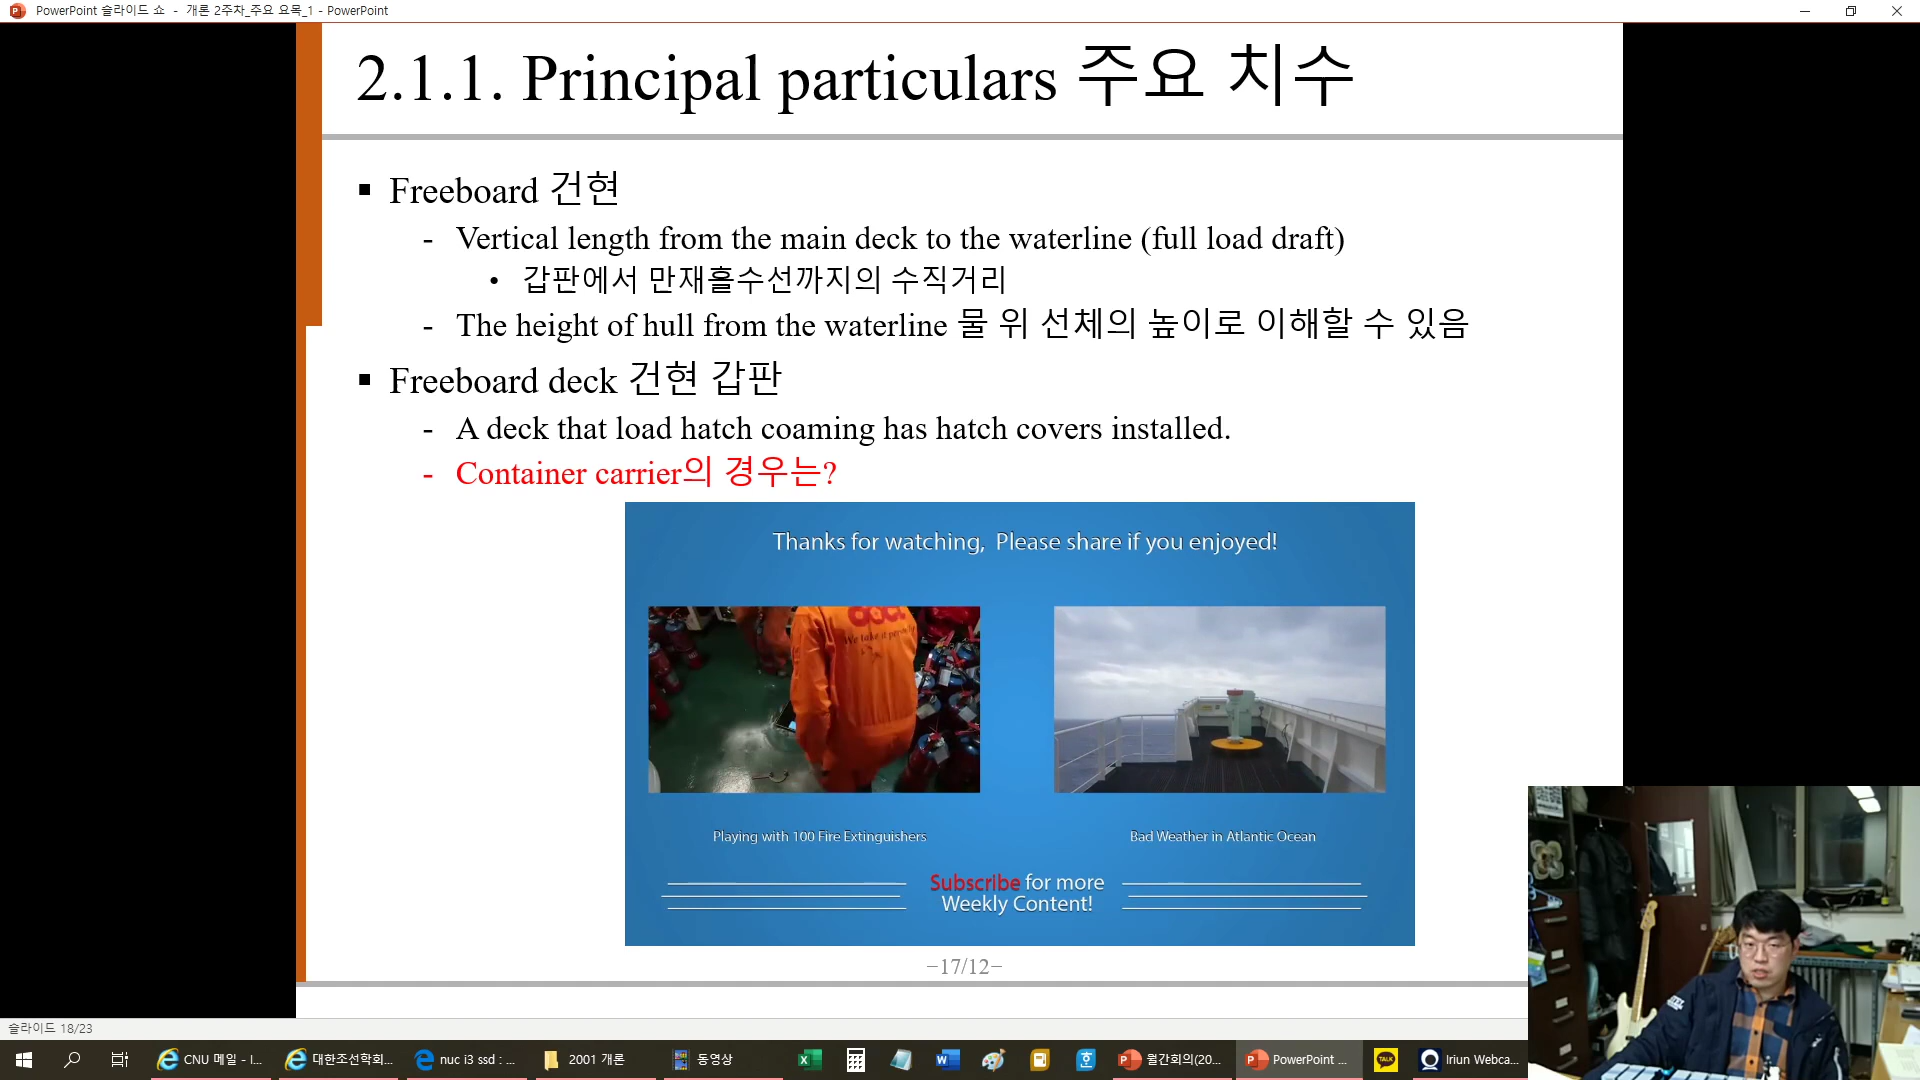 PowerPoint 슬라이드 쇼 - 개론 2주차_주요 요목_1 - PowerPoint
2.1.1. Principal particulars 주요 치수
▪ Freeboard 건현
- Vertical length from the main deck to the waterline (full load draft)
• 갑판에서 만재흘수선까지의 수직거리
- The height of hull from the waterline 물 위 선체의 높이로 이해할 수 있음
▪ Freeboard deck 건현 갑판
- A deck that load hatch coaming has hatch covers installed.
- Container carrier의 경우는?
Thanks for watching, Please share if you enjoyed!
We take it
Playing with 100 Fire Extinguishers
Bad Weather in Atlantic Ocean
Subscribe for more
Weekly Content!
−17/12−
슬라이드 18/23
CNU 메일 - I...
대한조선학회...
nuc i3 ssd : ...
2001 개론
동영상
월간회의(20...
PowerPoint ...
TALK
Iriun Webca...